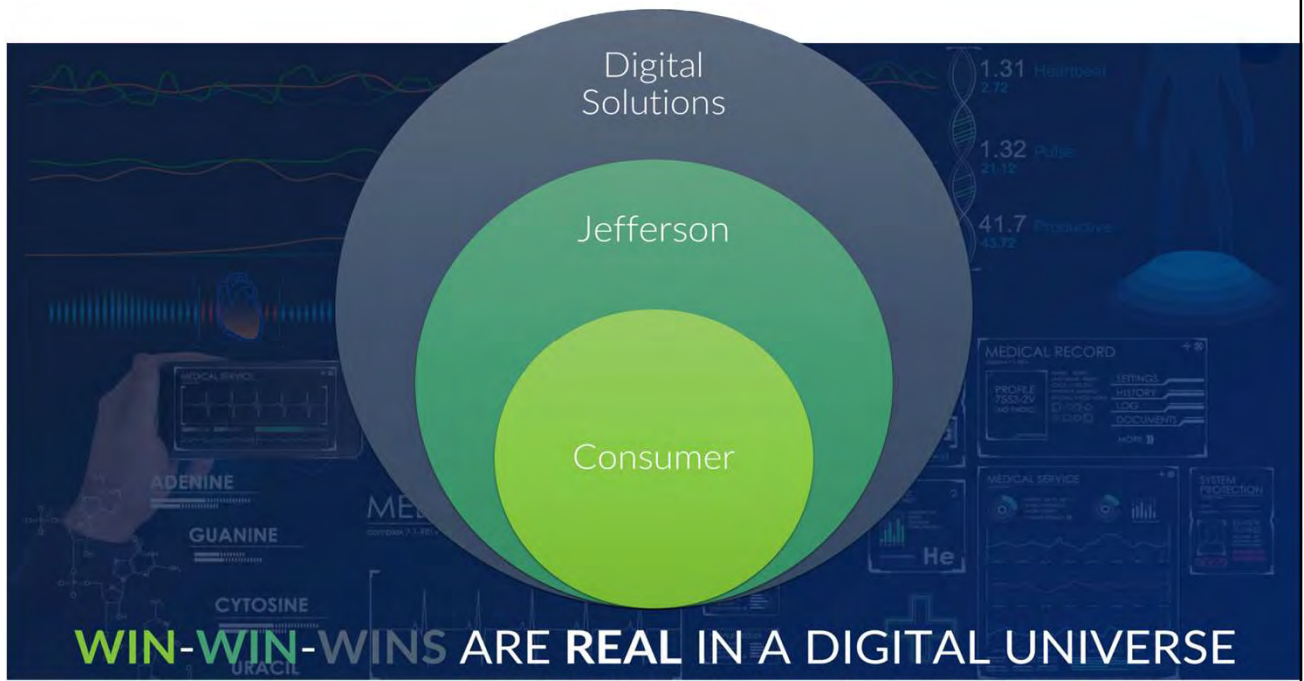 Digital
Solutions
Jefferson
Consumer
1.31 Heartbeat
2.72
1.32 Pulse
21.12
41.7 Productive
43.72
MEDICAL SERVICE
MEDICAL RECORD
PROFILE
7553-2V
SETTINGS
HISTORY
LOG
DOCUMENTS
MORE
ADENINE
GUANINE
CYTOSINE
URACIL
MEDICAL SERVICE
SYSTEM
PROTECTION
He
WIN-WIN-WINS ARE REAL IN A DIGITAL UNIVERSE